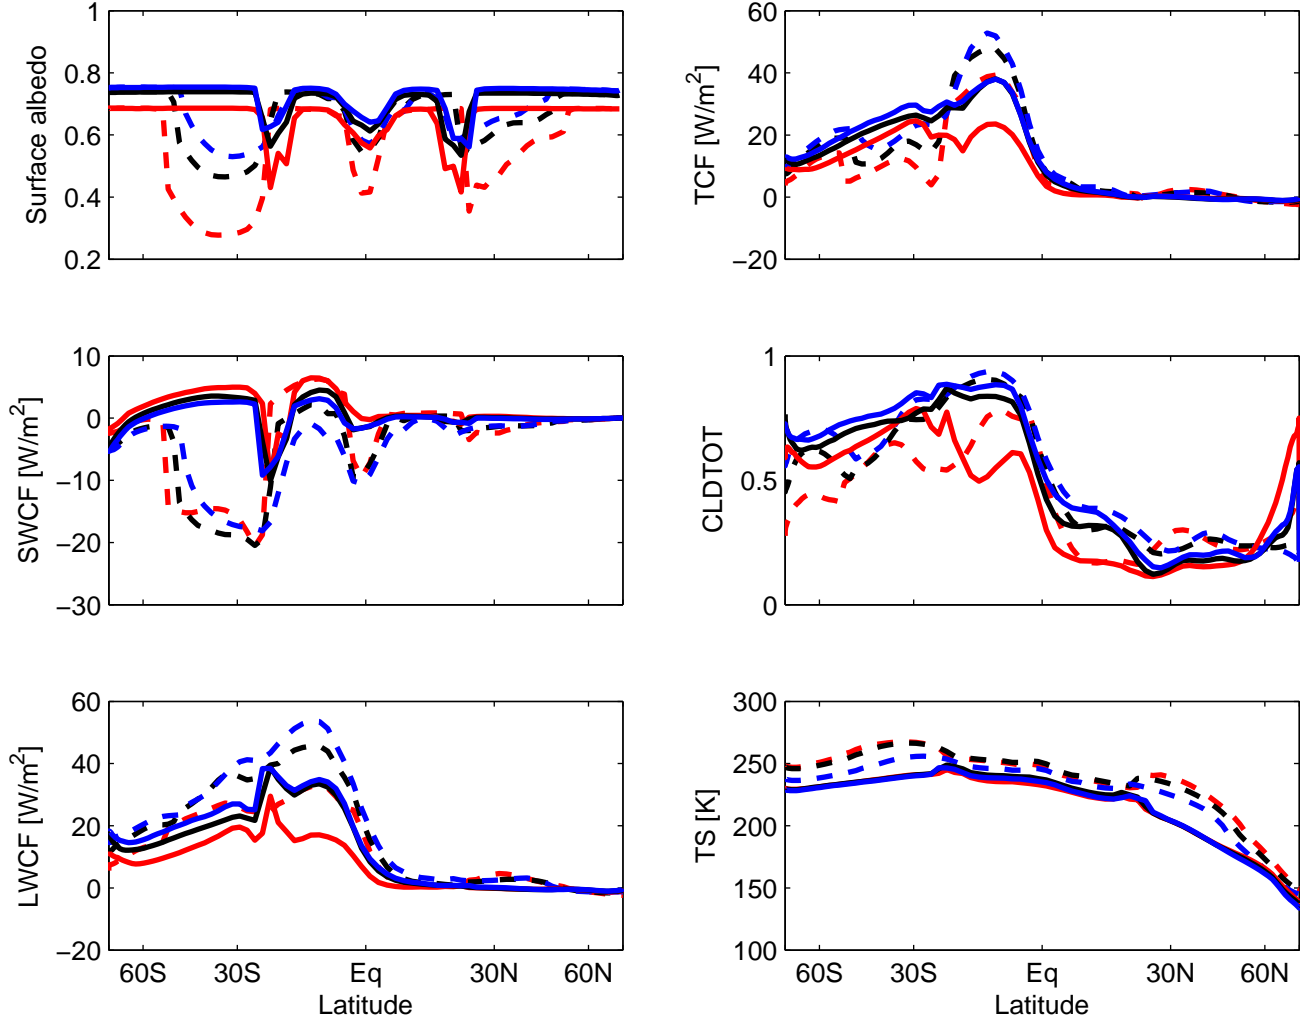 1
0.8
0.6
0.4
0.2
Surface albedo
60
40
20
0
−20
TCF [W/m²]
10
0
−10
−20
−30
SWCF [W/m²]
1
0.5
0
CLDTOT
60
40
20
0
−20
LWCF [W/m²]
60S 30S Eq 30N 60N
Latitude
300
250
200
150
100
TS [K]
60S 30S Eq 30N 60N
Latitude